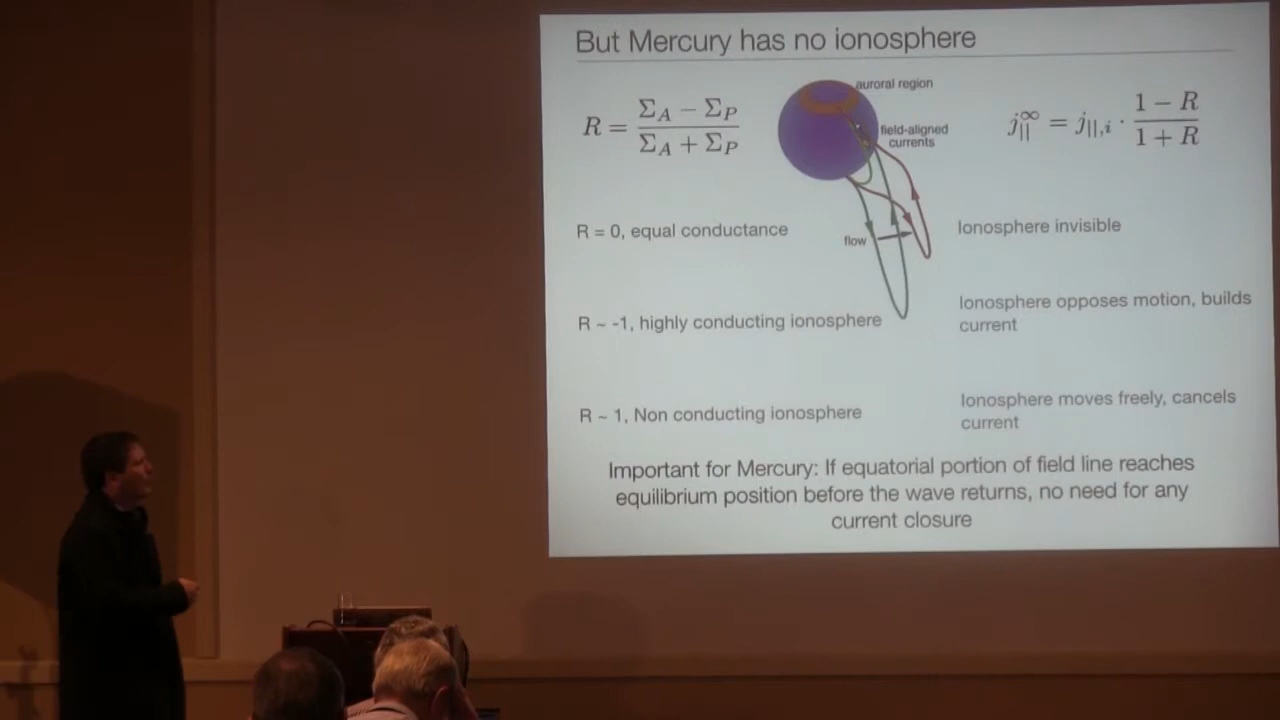 But Mercury has no ionosphere
R = \frac{Σ_A − Σ_P}{Σ_A + Σ_P}
auroral region
field-aligned
currents
j_{||}^{∞} = j_{||,i} · \frac{1 − R}{1 + R}
flow
R = 0, equal conductance
Ionosphere invisible
R ~ -1, highly conducting ionosphere
Ionosphere opposes motion, builds
current
R ~ 1, Non conducting ionosphere
Ionosphere moves freely, cancels
current
Important for Mercury: If equatorial portion of field line reaches
equilibrium position before the wave returns, no need for any
current closure